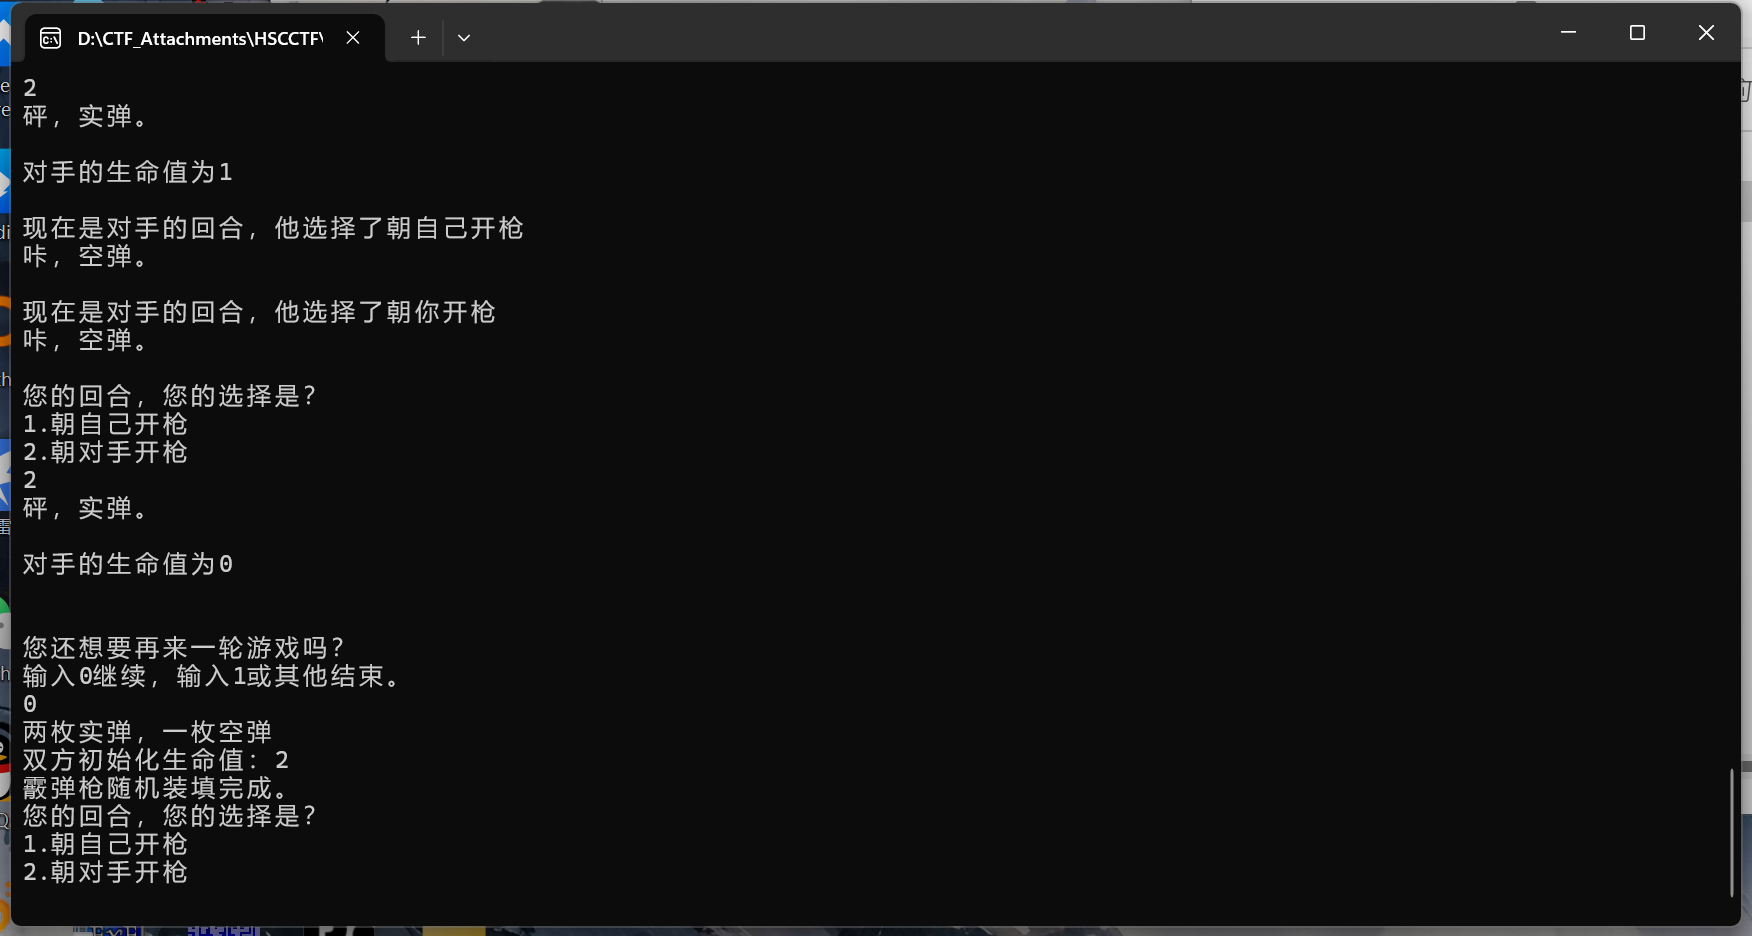 D:\CTF_Attachments\HSCCTF\
2
砰，实弹。
对手的生命值为1
现在是对手的回合，他选择了朝自己开枪
咔，空弹。
现在是对手的回合，他选择了朝你开枪
咔，空弹。
您的回合，您的选择是？
1.朝自己开枪
2.朝对手开枪
2
砰，实弹。
对手的生命值为0
您还想要再来一轮游戏吗？
输入0继续，输入1或其他结束。
0
两枚实弹，一枚空弹
双方初始化生命值：2
霰弹枪随机装填完成。
您的回合，您的选择是？
1.朝自己开枪
2.朝对手开枪